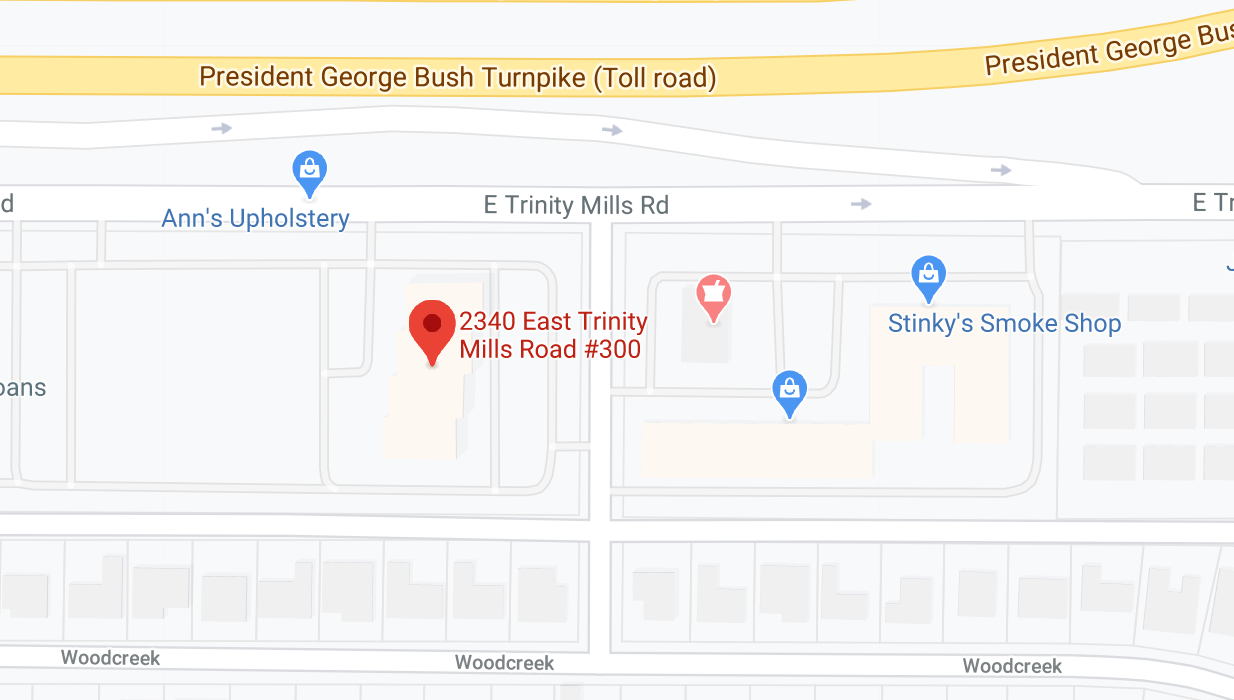 President George Bush Turnpike (Toll road)
President George Bus
d
Ann's Upholstery
E Trinity Mills Rd
E Tr
2340 East Trinity
Mills Road #300
Stinky's Smoke Shop
oans
Woodcreek
Woodcreek
Woodcreek